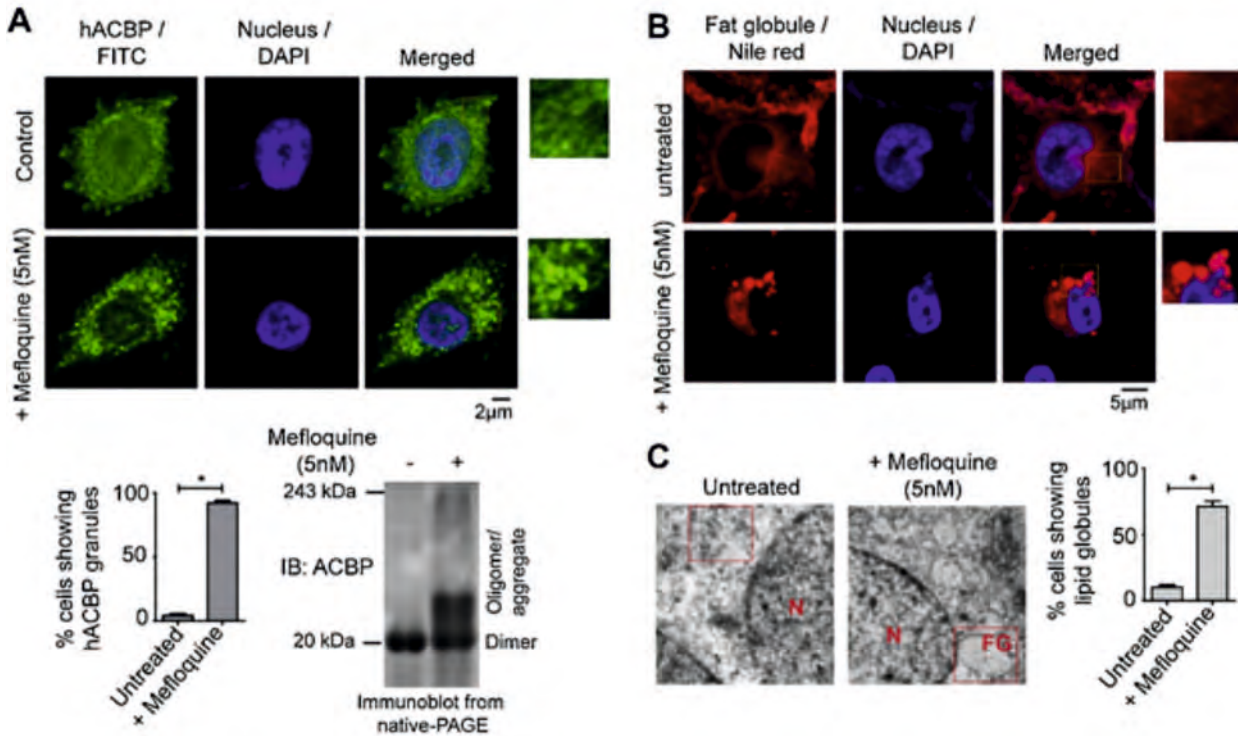 A
hACBP /
FITC
Nucleus /
DAPI
Merged
Control
+ Mefloquine (5nM)
2μm
% cells showing
hACBP granules
100
50
0
*
Untreated
+ Mefloquine
Mefloquine
(5nM)
- +
243 kDa
IB: ACBP
20 kDa
Oligomer/
aggregate
Dimer
Immunoblot from
native-PAGE
B
Fat globule /
Nile red
Nucleus /
DAPI
Merged
untreated
+ Mefloquine (5nM)
5μm
C
Untreated
+ Mefloquine
(5nM)
N
N
FG
% cells showing
lipid globules
100
50
0
*
Untreated
+ Mefloquine